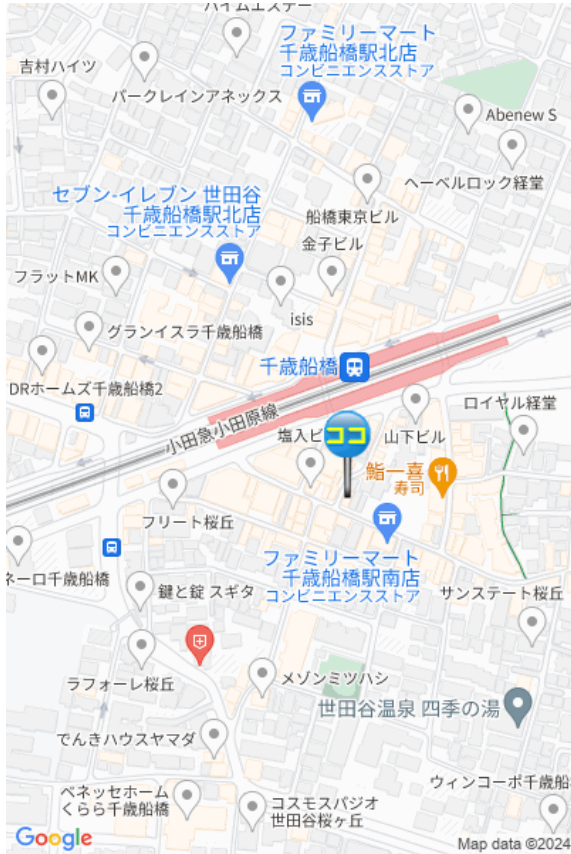 ハイムエステー
ファミリーマート
千歳船橋駅北店
コンビニエンスストア
吉村ハイツ
パークレインアネックス
Abenew S
ヘーベルロック経堂
セブン-イレブン 世田谷
千歳船橋駅北店
コンビニエンスストア
船橋東京ビル
金子ビル
フラットMK
isis
グランイスラ千歳船橋
千歳船橋
DRホームズ千歳船橋2
ロイヤル経堂
小田急小田原線
塩入ビ
ココ
山下ビル
鮨一喜
寿司
フリート桜丘
ファミリーマート
千歳船橋駅南店
コンビニエンスストア
ネーロ千歳船橋
鍵と錠 スギタ
サンステート桜丘
ラフォーレ桜丘
メゾンミツハシ
世田谷温泉 四季の湯
でんきハウスヤマダ
ベネッセホーム
くらら千歳船橋
コスモスパジオ
世田谷桜ヶ丘
ウィンコーポ千歳船
Google
Map data ©2024